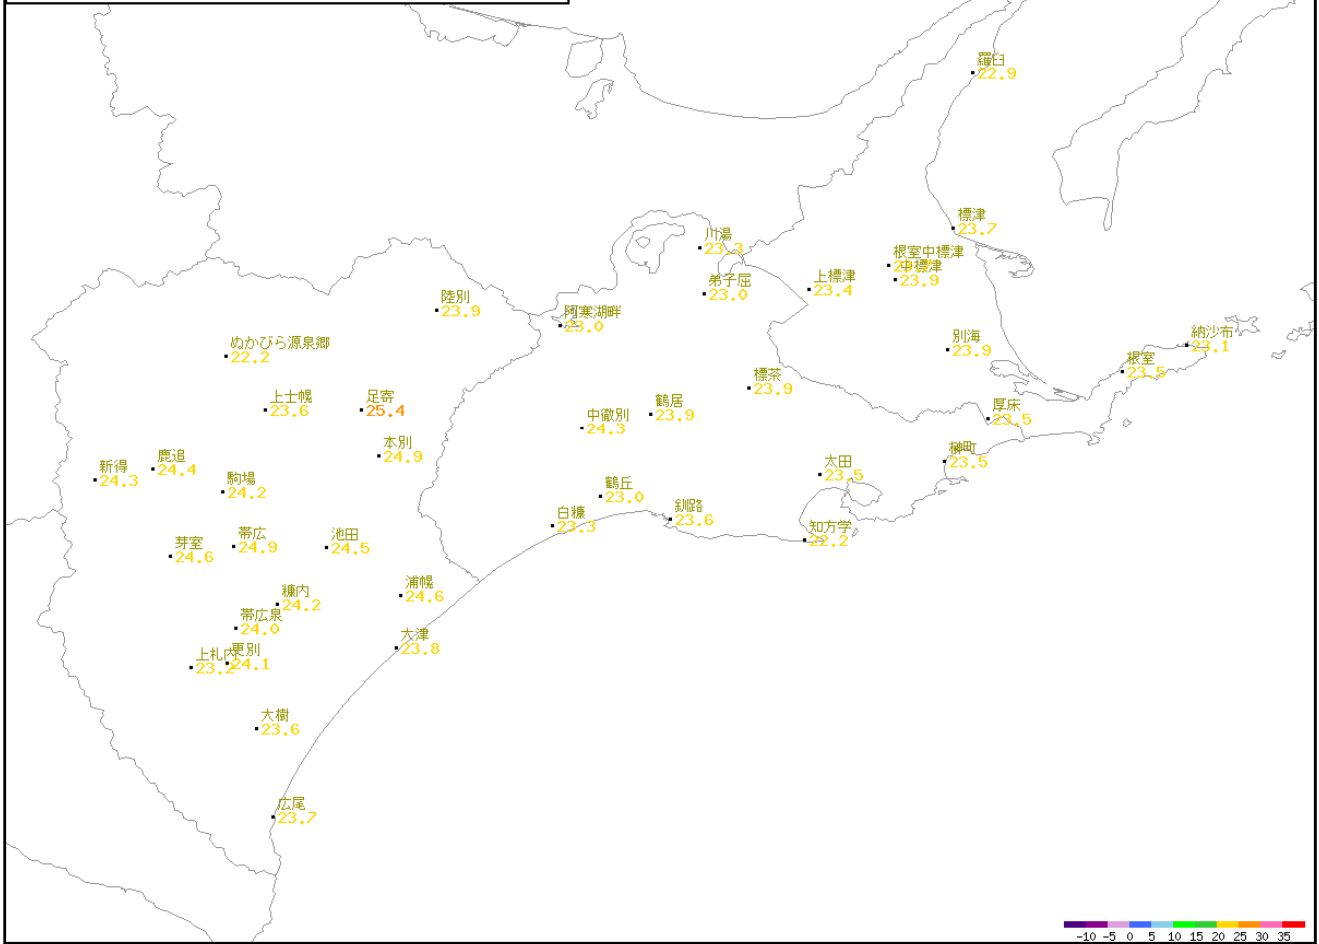 羅臼
22.9
標津
23.7
川湯
23.3
根室中標津
中標津
23.9
弟子屈
23.0
上標津
23.4
陸別
23.9
阿寒湖畔
23.0
ぬかびら源泉郷
22.2
別海
23.9
納沙布
23.1
根室
23.5
標茶
23.9
上士幌
23.6
足寄
25.4
鶴居
23.9
中徹別
24.3
厚床
23.5
本別
24.9
榊町
23.5
新得
24.3
鹿追
24.4
駒場
24.2
太田
23.5
鶴丘
23.0
白糠
23.3
釧路
23.6
知方学
22.2
芽室
24.6
帯広
24.9
池田
24.5
糠内
24.2
浦幌
24.6
帯広泉
24.0
大津
23.8
上札内
23.2
更別
24.1
大樹
23.6
広尾
23.7
-10 -5 0 5 10 15 20 25 30 35